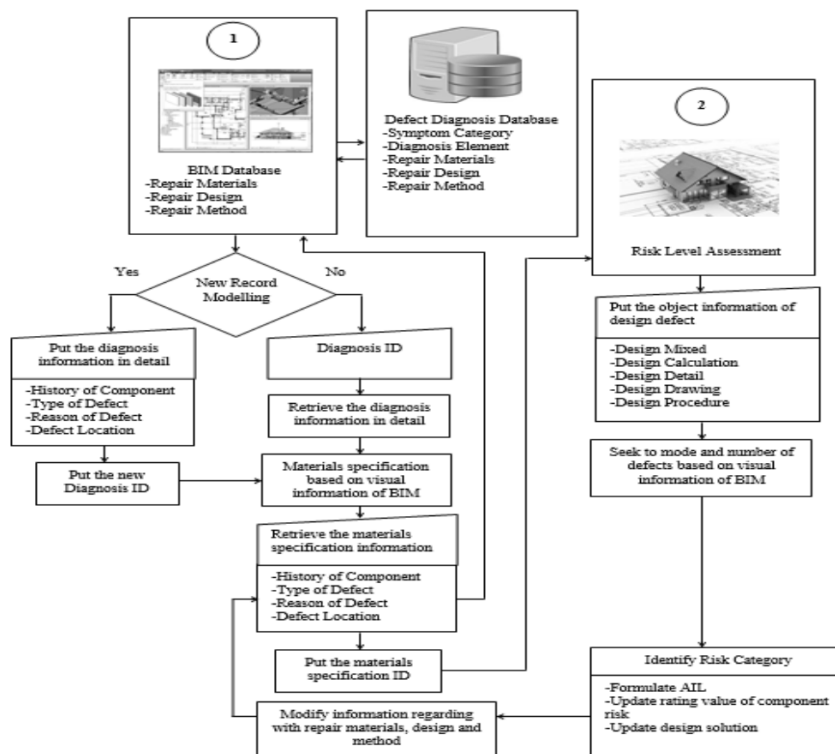 1
BIM Database
-Repair Materials
-Repair Design
-Repair Method
Defect Diagnosis Database
-Symptom Category
-Diagnosis Element
-Repair Materials
-Repair Design
-Repair Method
2
Risk Level Assessment
Yes
No
New Record
Modelling
Put the diagnosis
information in detail
-History of Component
-Type of Defect
-Reason of Defect
-Defect Location
Put the new
Diagnosis ID
Diagnosis ID
Retrieve the diagnosis
information in detail
Materials specification
based on visual
information of BIM
Retrieve the materials
specification information
-History of Component
-Type of Defect
-Reason of Defect
-Defect Location
Put the materials
specification ID
Modify information regarding
with repair materials, design and
method
Put the object information of
design defect
-Design Mixed
-Design Calculation
-Design Detail
-Design Drawing
-Design Procedure
Seek to mode and number of
defects based on visual
information of BIM
Identify Risk Category
-Formulate AIL
-Update rating value of component
risk
-Update design solution